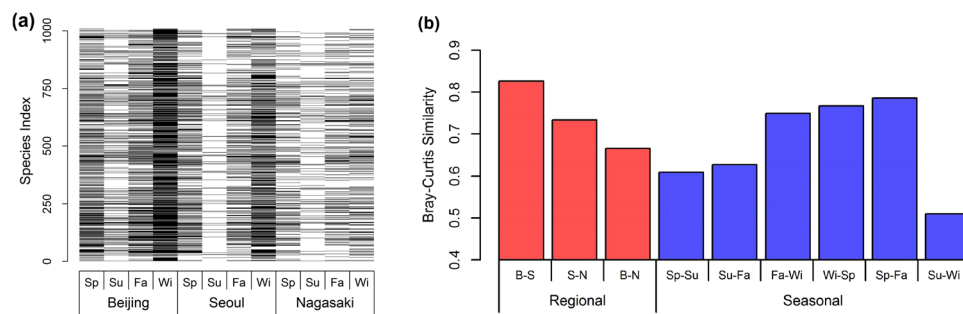 (a)
Species Index
1000
750
500
250
0
Sp Su Fa Wi Sp Su Fa Wi Sp Su Fa Wi
Beijing Seoul Nagasaki
(b)
Bray-Curtis Similarity
0.9
0.8
0.7
0.6
0.5
0.4
B-S S-N B-N Sp-Su Su-Fa Fa-Wi Wi-Sp Sp-Fa Su-Wi
Regional Seasonal